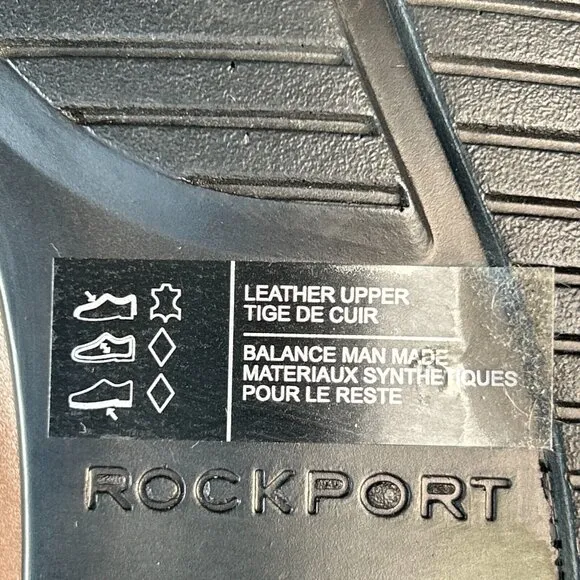 LEATHER UPPER
TIGE DE CUIR
BALANCE MAN MADE
MATERIAUX SYNTHETIQUES
POUR LE RESTE
ROCKPORT